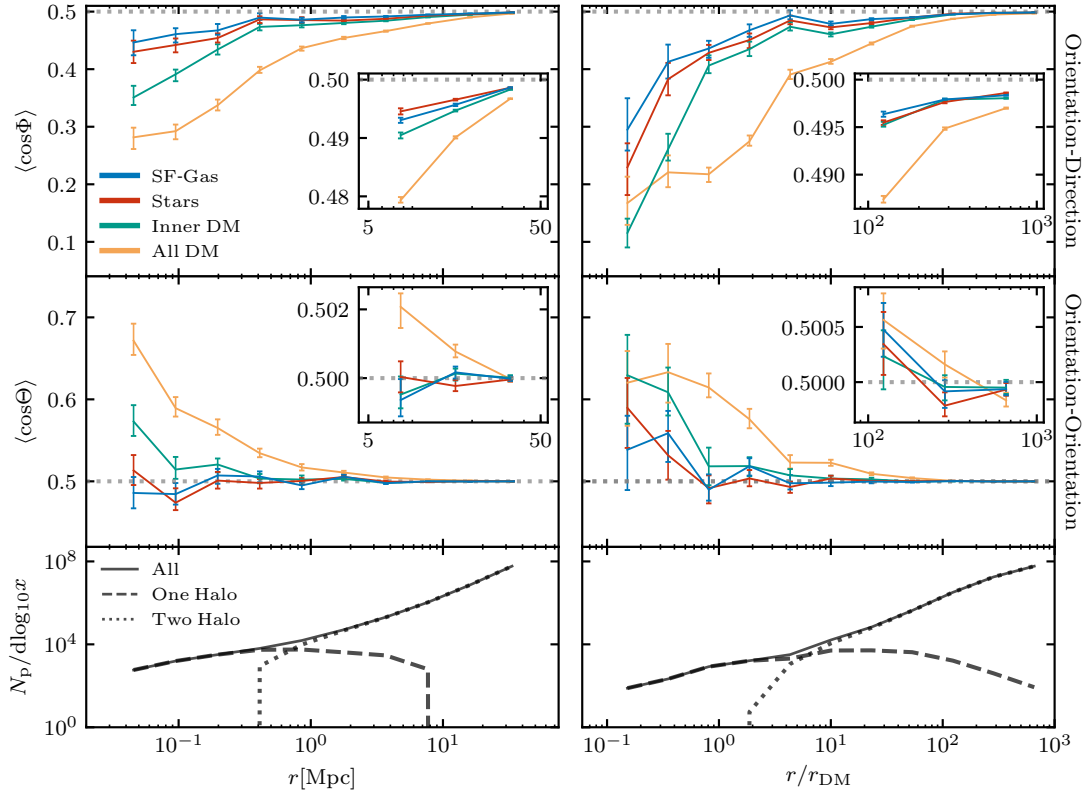 ⟨cosΦ⟩
0.5
0.4
0.3
0.2
0.1
SF-Gas
Stars
Inner DM
All DM
0.50
0.49
0.48
5
50
0.500
0.495
0.490
10²
10³
Orientation-Direction
⟨cosΘ⟩
0.7
0.6
0.5
0.502
0.500
5
50
0.5005
0.5000
10²
10³
Orientation-Orientation
Nₚ/dlog₁₀x
10⁸
10⁴
10⁰
All
One Halo
Two Halo
10⁻¹
10⁰
10¹
r[Mpc]
10⁻¹
10⁰
10¹
10²
10³
r/r_DM